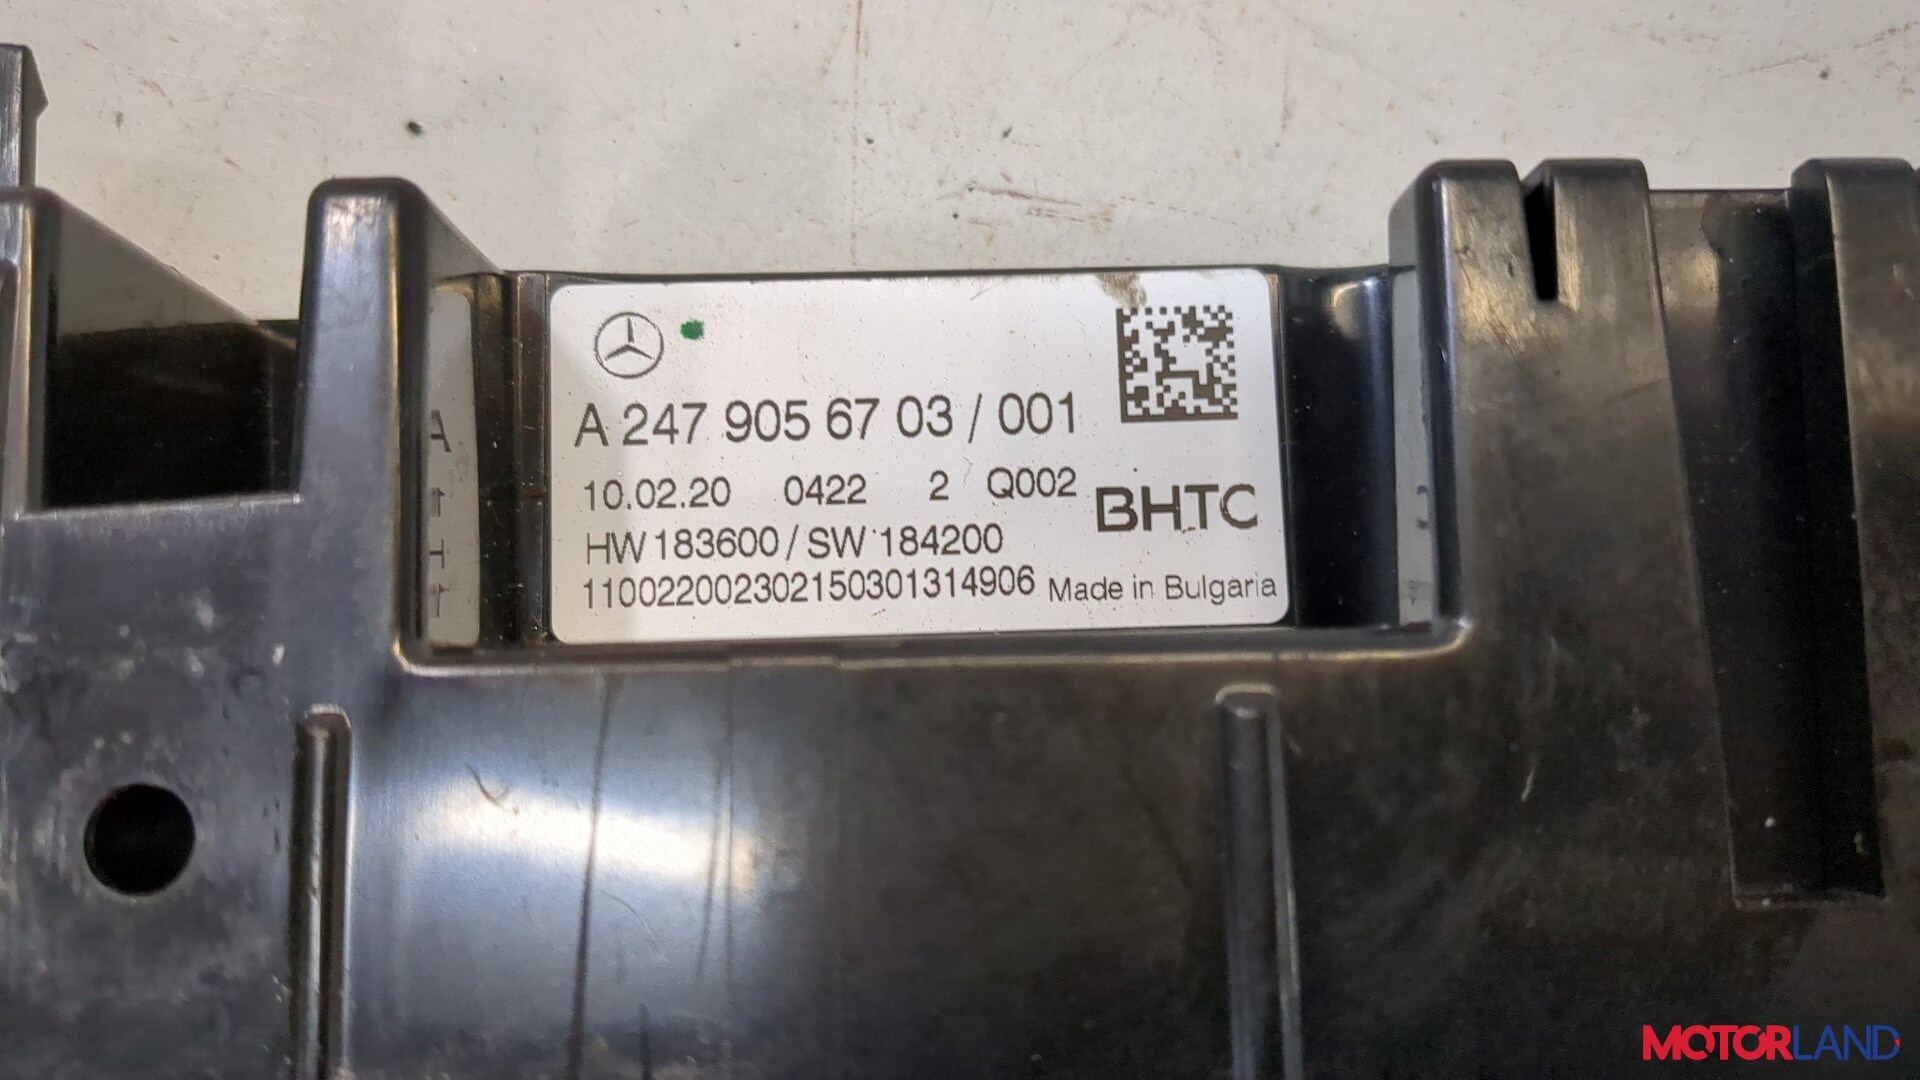 A 247 905 67 03 / 001
10.02.20 0422 2 Q002
BHTC
HW 183600 / SW 184200
110022002302150301314906 Made in Bulgaria
A
H
MOTORLAND